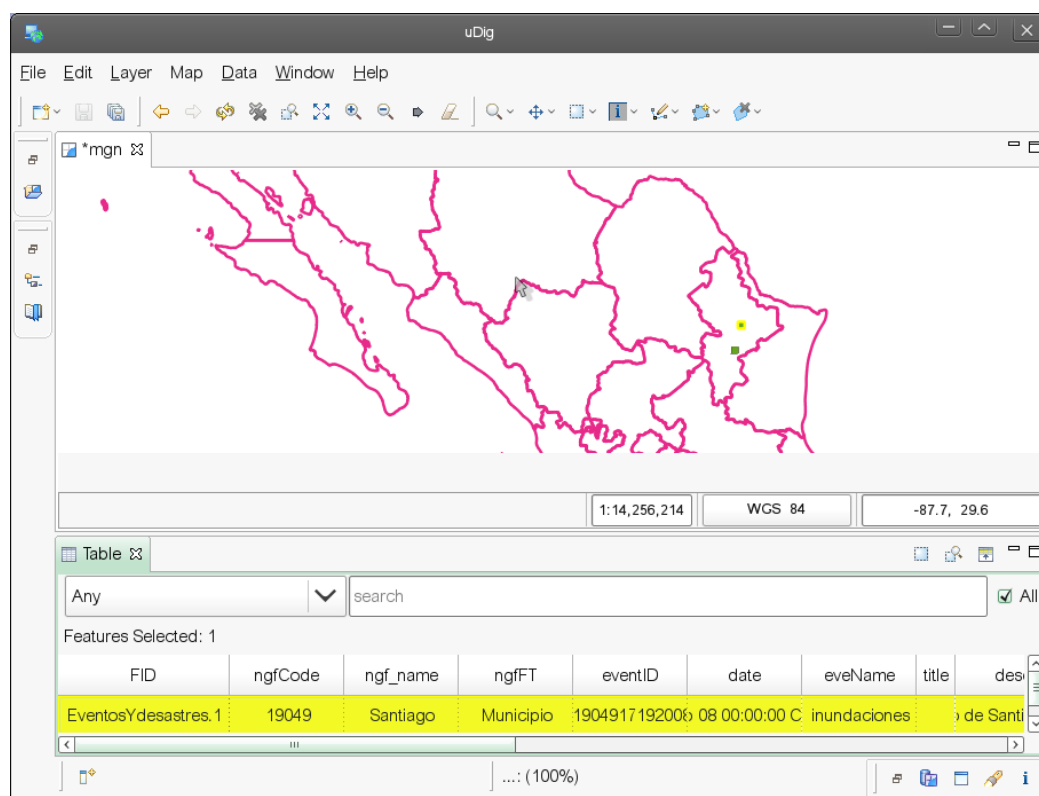 uDig
File Edit Layer Map Data Window Help
*mgn
1:14,256,214 WGS 84 -87.7, 29.6
Table
Any search All
Features Selected: 1
FID ngfCode ngf_name ngfFT eventID date eveName title des
EventosYdesastres.1 19049 Santiago Municipio 08 00:00:00 C inundaciones de Santi
...: (100%)